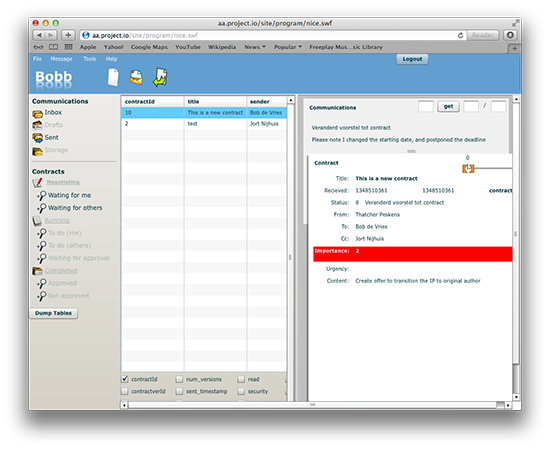 aa.project.io/site/program/nice.swf
aa.project.io/site/program/nice.swf
Reader
Apple Yahoo! Google Maps YouTube Wikipedia News Popular Freeplay Mus...sic Library
File Message Tools Help
Logout
Bobb
Communications
Inbox
Drafts
Sent
Storage
Contracts
Negotiating
Wating for me
Waiting for others
Running
To do (me)
To do (others)
Waiting for approval
Completed
Approved
Not approved
Dump Tables
contractId title sender
10 This is a new contract Bob de Vries
2 test Jort Nijhuis
contractId num_versions read
contractverId sent_timestamp security
Communications get /
Veranderd voorstel tot contract
Please note I changed the starting date, and postponed the deadline
0
Contract
Title: This is a new contract
Recieved: 1348510361 1348510361 contract
Status: 8 Veranderd voorstel tot contract
From: Thatcher Peskens
To: Bob de Vries
Cc: Jort Nijhuis
Importance: 2
Urgency:
Content: Create offer to transition the IP to original author